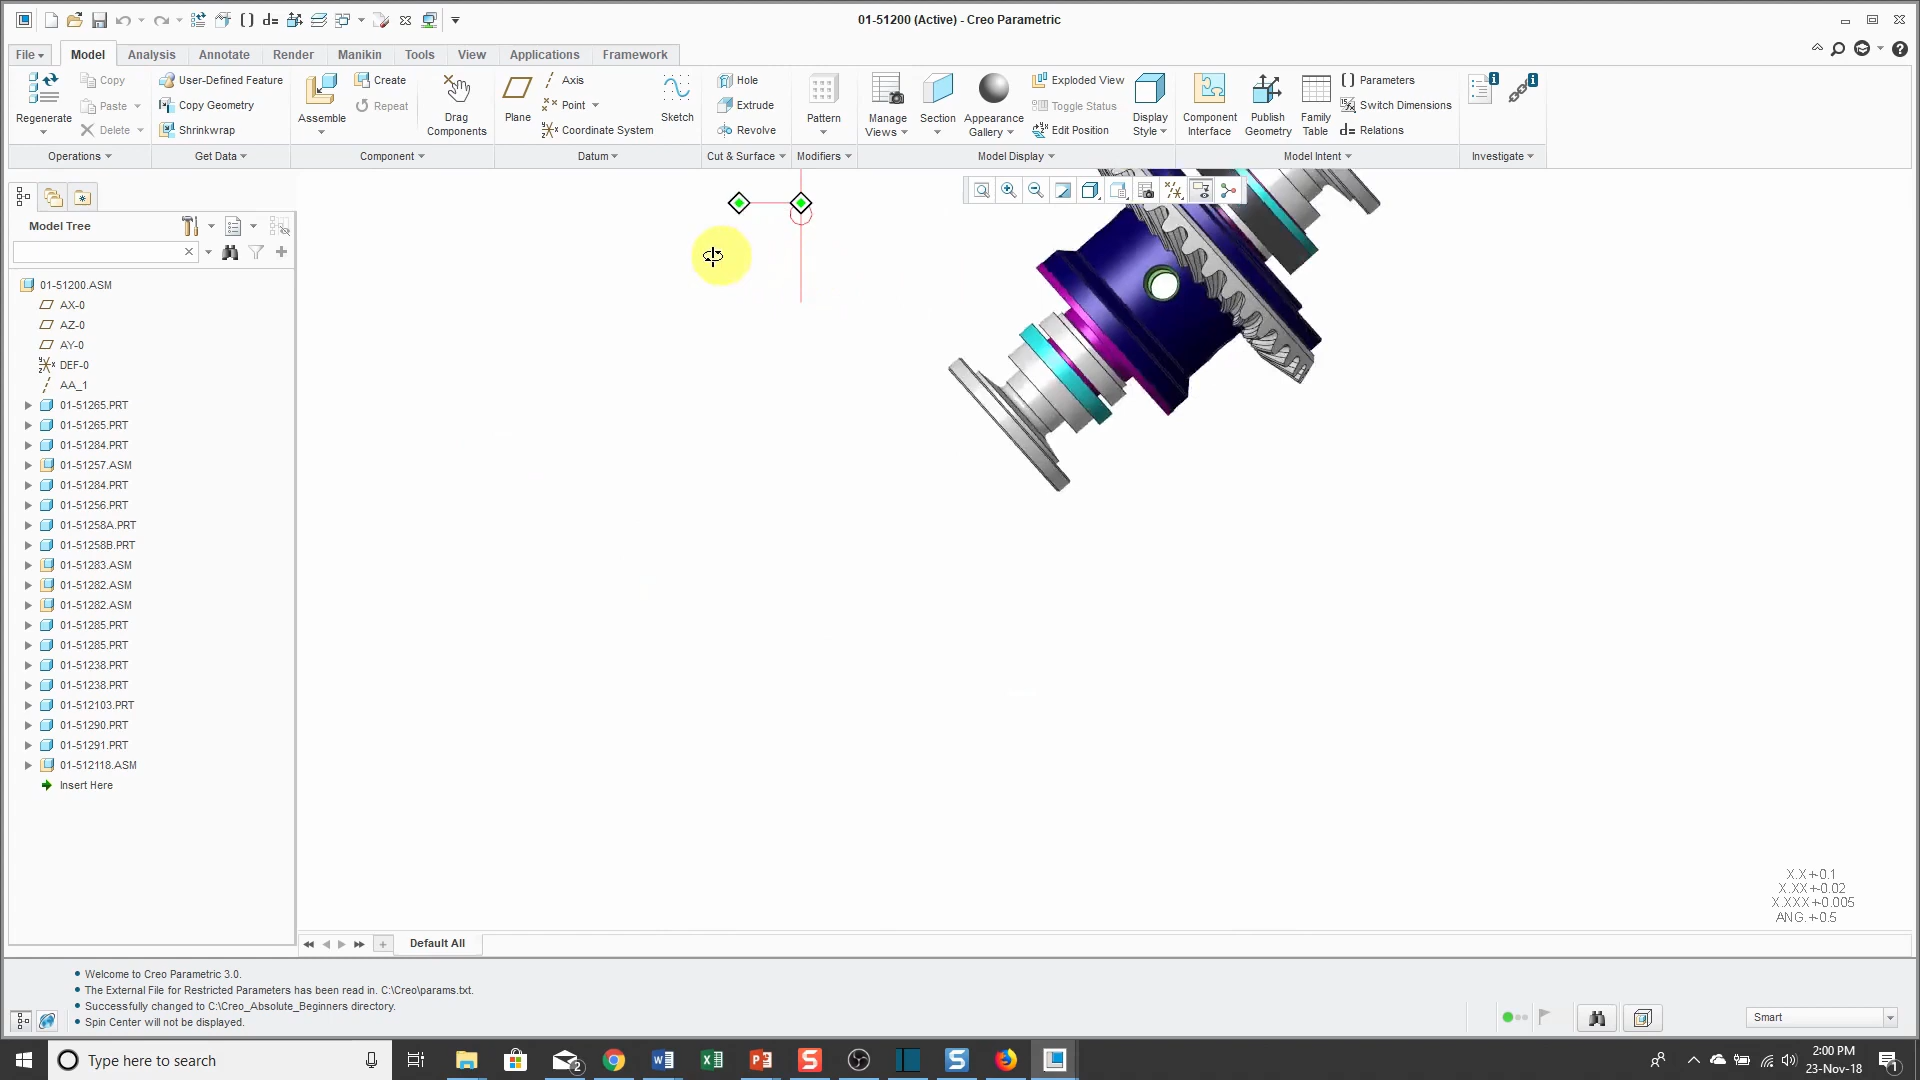 01-51200 (Active) - Creo Parametric
File
Model
Analysis
Annotate
Render
Manikin
Tools
View
Applications
Framework
Regenerate
Copy
Paste
Delete
User-Defined Feature
Copy Geometry
Shrinkwrap
Assemble
Create
Repeat
Drag
Components
Plane
Axis
Point
Coordinate System
Sketch
Hole
Extrude
Revolve
Pattern
Manage
Views
Section
Appearance
Gallery
Exploded View
Toggle Status
Edit Position
Display
Style
Component
Interface
Publish
Geometry
Family
Table
Parameters
Switch Dimensions
d= Relations
Operations
Get Data
Component
Datum
Cut & Surface
Modifiers
Model Display
Model Intent
Investigate
Model Tree
01-51200.ASM
AX-0
AZ-0
AY-0
DEF-0
AA_1
01-51265.PRT
01-51265.PRT
01-51284.PRT
01-51257.ASM
01-51284.PRT
01-51256.PRT
01-51258A.PRT
01-51258B.PRT
01-51283.ASM
01-51282.ASM
01-51282.ASM
01-51285.PRT
01-51285.PRT
01-51238.PRT
01-51238.PRT
01-512103.PRT
01-51290.PRT
01-51291.PRT
01-512118.ASM
Insert Here
X.X+-0.1
X.XX+-0.02
X.XXX+-0.005
ANG.+-0.5
Default All
• Welcome to Creo Parametric 3.0.
• The External File for Restricted Parameters has been read in. C:\Creo\params.txt.
• Successfully changed to C:\Creo_Absolute_Beginners directory.
• Spin Center will not be displayed.
Smart
Type here to search
2
2:00 PM
23-Nov-18
1